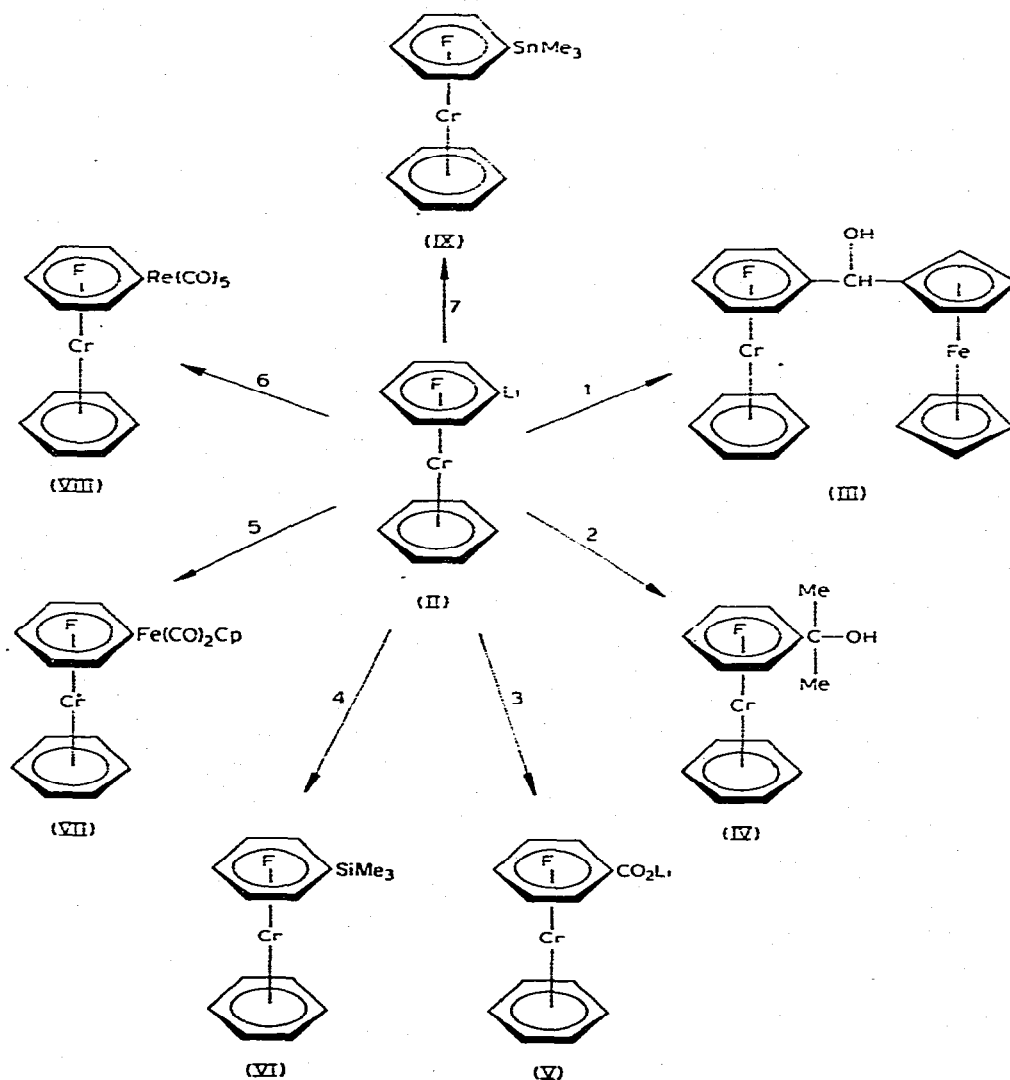 F
SnMe3
Cr
(IX)
7
F
Re(CO)5
Cr
(VIII)
6
F
Li
Cr
(II)
1
OH
F
CH
Cr
Fe
(III)
5
F
Fe(CO)2Cp
Cr
(VII)
2
Me
F
C—OH
Me
Cr
(IV)
4
3
F
SiMe3
Cr
(VI)
F
CO2Li
Cr
(V)